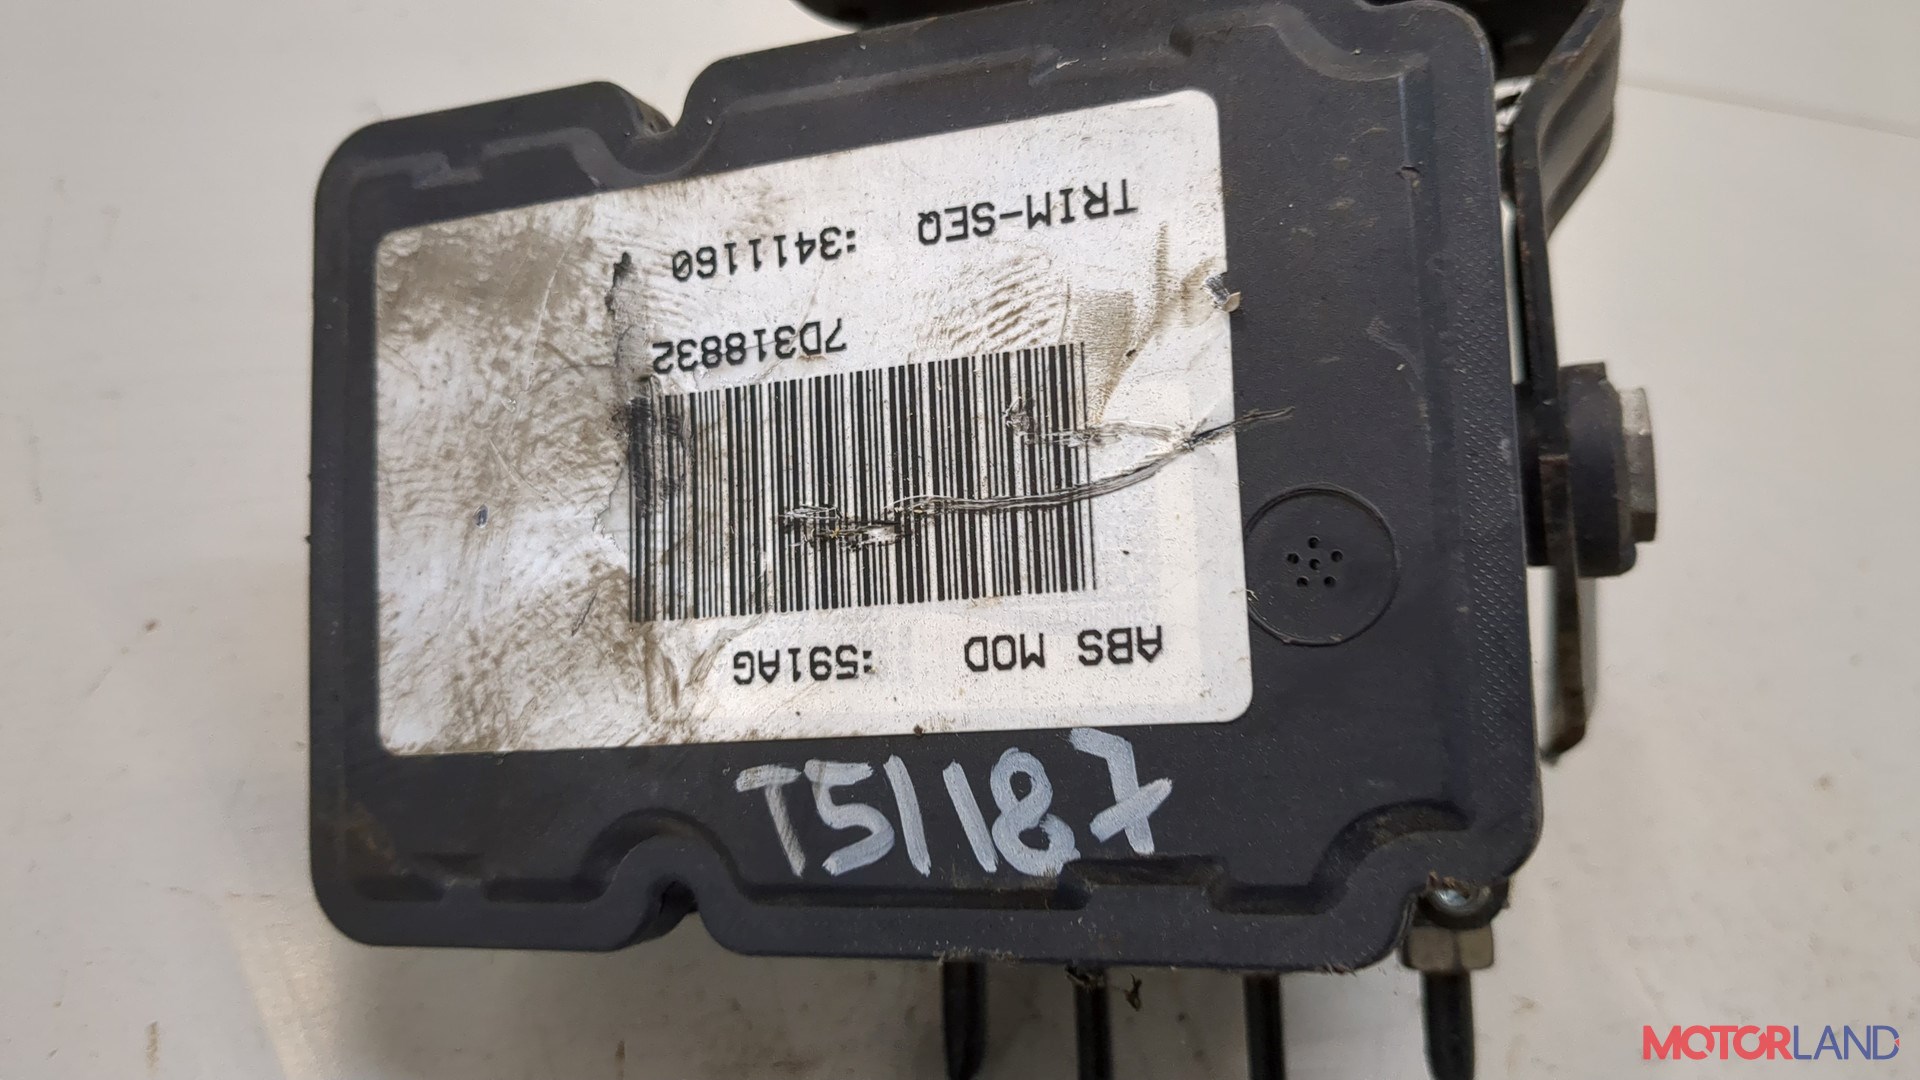 ABS MOD :591AG
7D318832
TRIM-SEQ :3411160
T51187
MOTORLAND